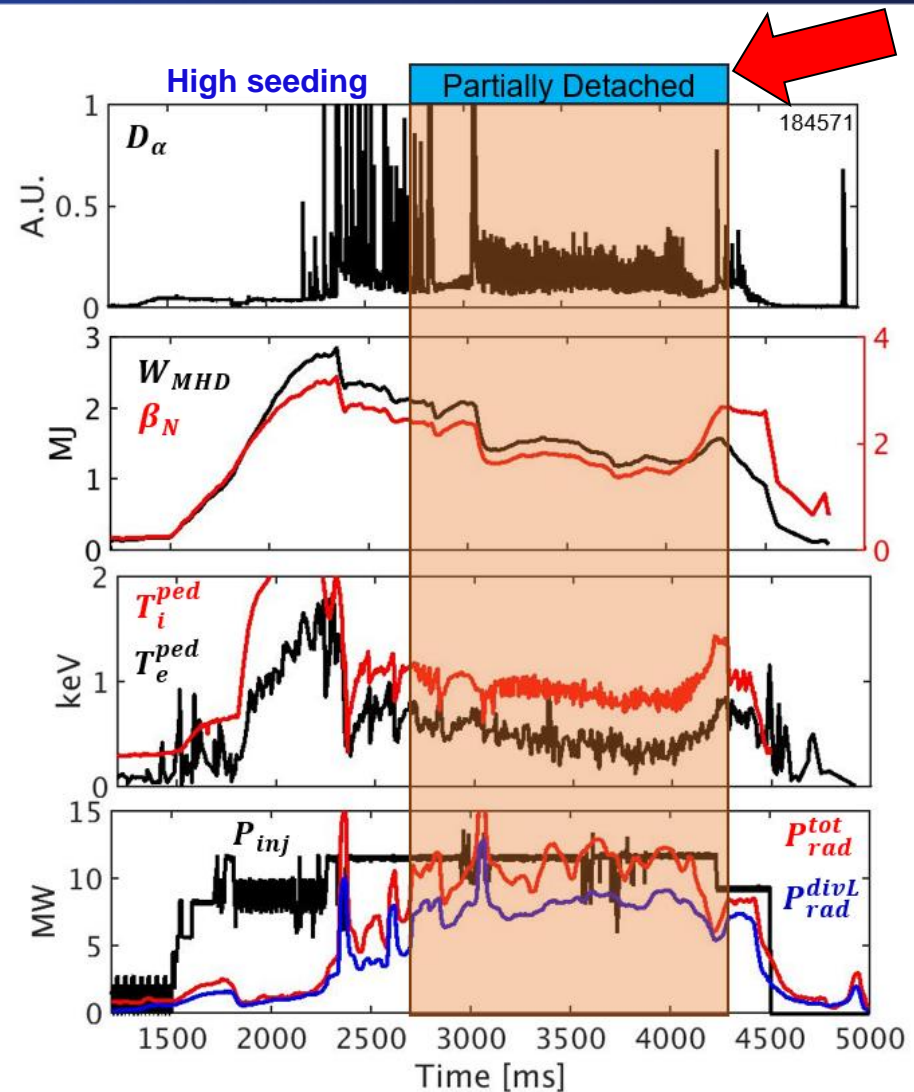 High seeding
Partially Detached
184571
D_α
1
0.5
0
A.U.
W_MHD
β_N
3
2
1
0
MJ
4
2
0
T_i^ped
T_e^ped
2
1
0
keV
P_inj
P_rad^tot
P_rad^divL
15
10
5
0
MW
1500 2000 2500 3000 3500 4000 4500 5000
Time [ms]